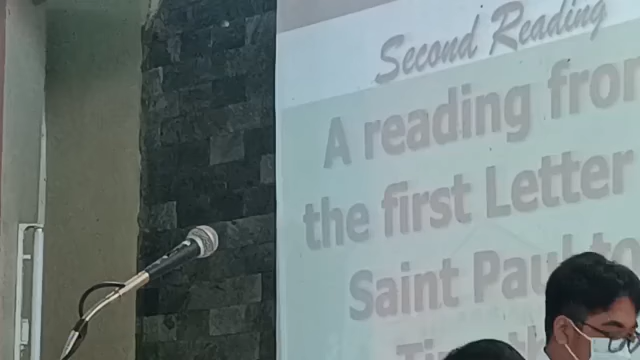 Second Reading
A reading from
the first Letter
Saint Paul to